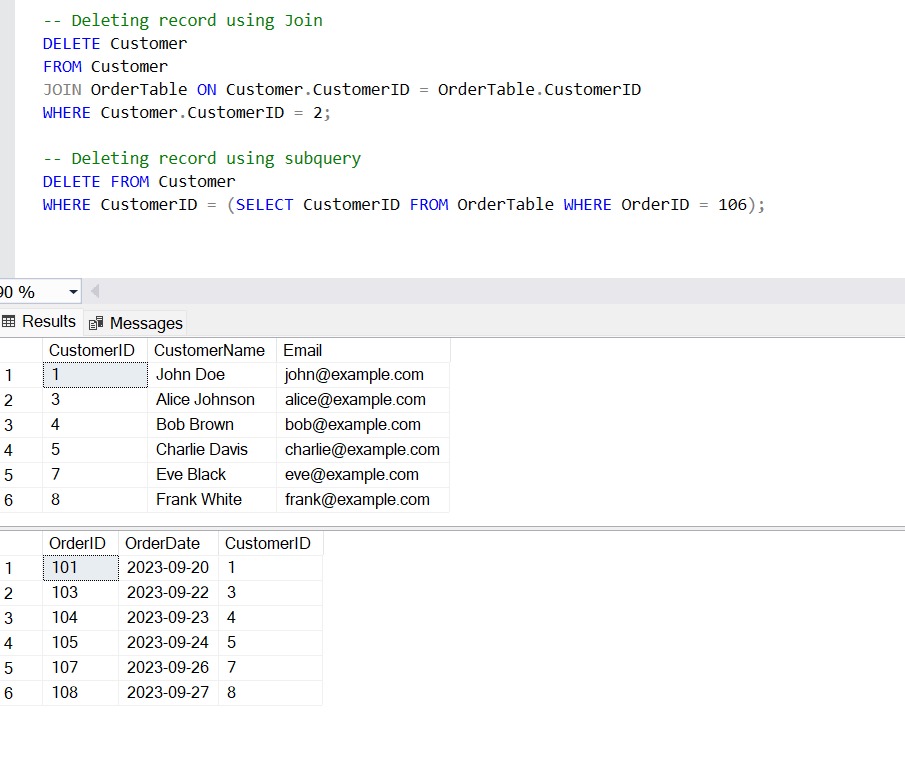 -- Deleting record using Join
DELETE Customer
FROM Customer
JOIN OrderTable ON Customer.CustomerID = OrderTable.CustomerID
WHERE Customer.CustomerID = 2;
-- Deleting record using subquery
DELETE FROM Customer
WHERE CustomerID = (SELECT CustomerID FROM OrderTable WHERE OrderID = 106);
90 %
Results Messages
CustomerID CustomerName Email
1 1 John Doe john@example.com
2 3 Alice Johnson alice@example.com
3 4 Bob Brown bob@example.com
4 5 Charlie Davis charlie@example.com
5 7 Eve Black eve@example.com
6 8 Frank White frank@example.com
OrderID OrderDate CustomerID
1 101 2023-09-20 1
2 103 2023-09-22 3
3 104 2023-09-23 4
4 105 2023-09-24 5
5 107 2023-09-26 7
6 108 2023-09-27 8